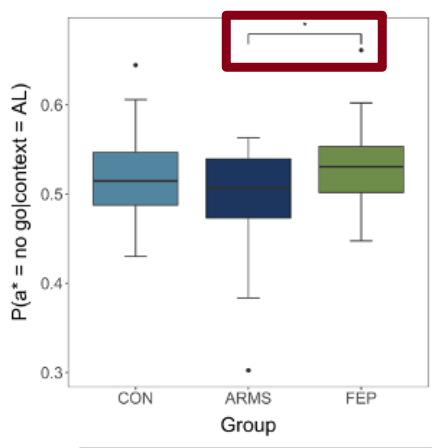 *
P(a* = no go|context = AL)
0.6
0.5
0.4
0.3
CON ARMS FEP
Group